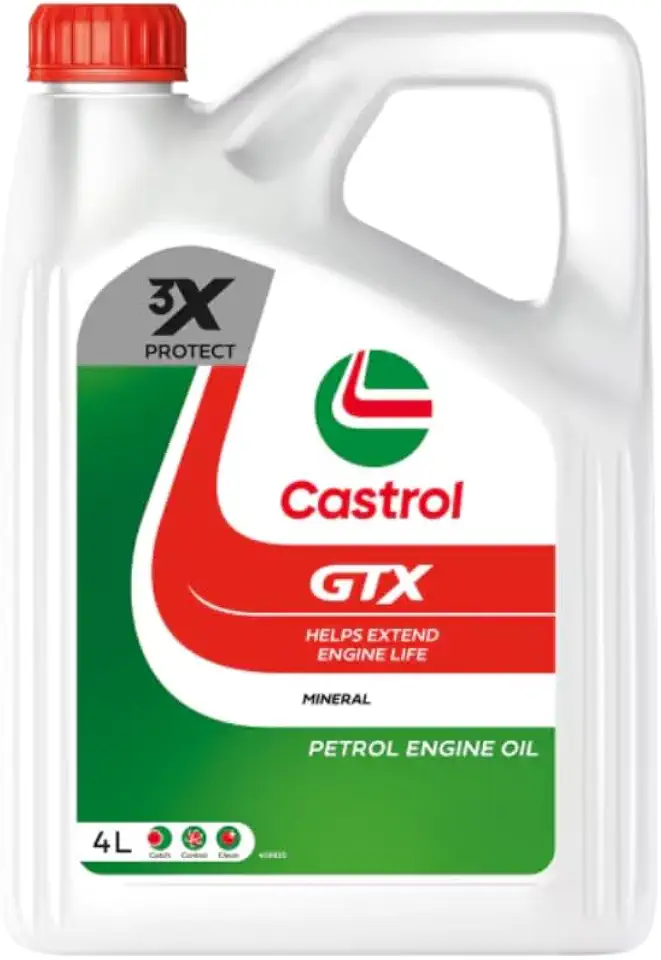 3X
PROTECT
Castrol
GTX
HELPS EXTEND
ENGINE LIFE
MINERAL
PETROL ENGINE OIL
4L
Catch Control Clean